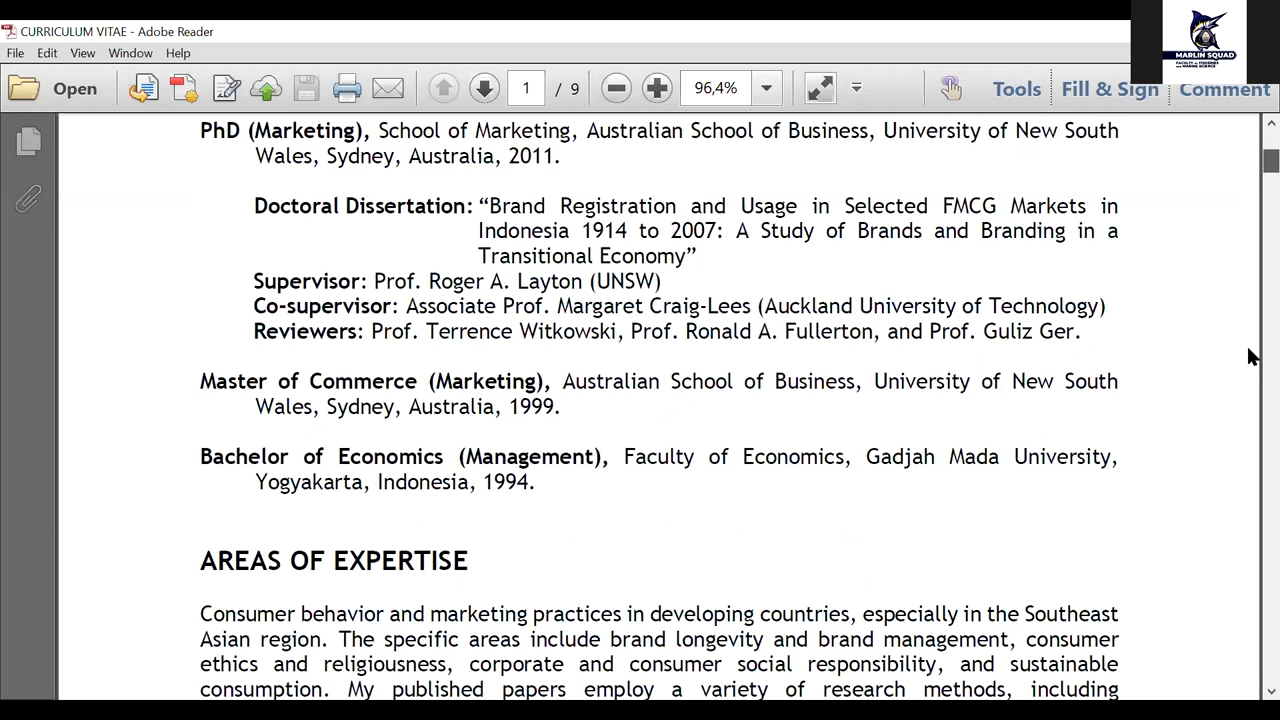 CURRICULUM VITAE - Adobe Reader
File Edit View Window Help
MARLIN SQUAD
FACULTY OF FISHERIES
AND MARINE SCIENCE
Open 1 / 9 96,4% Tools Fill & Sign Comment
PhD (Marketing), School of Marketing, Australian School of Business, University of New South
Wales, Sydney, Australia, 2011.
Doctoral Dissertation: “Brand Registration and Usage in Selected FMCG Markets in
Indonesia 1914 to 2007: A Study of Brands and Branding in a
Transitional Economy”
Supervisor: Prof. Roger A. Layton (UNSW)
Co-supervisor: Associate Prof. Margaret Craig-Lees (Auckland University of Technology)
Reviewers: Prof. Terrence Witkowski, Prof. Ronald A. Fullerton, and Prof. Guliz Ger.
Master of Commerce (Marketing), Australian School of Business, University of New South
Wales, Sydney, Australia, 1999.
Bachelor of Economics (Management), Faculty of Economics, Gadjah Mada University,
Yogyakarta, Indonesia, 1994.
AREAS OF EXPERTISE
Consumer behavior and marketing practices in developing countries, especially in the Southeast
Asian region. The specific areas include brand longevity and brand management, consumer
ethics and religiousness, corporate and consumer social responsibility, and sustainable
consumption. My published papers employ a variety of research methods, including